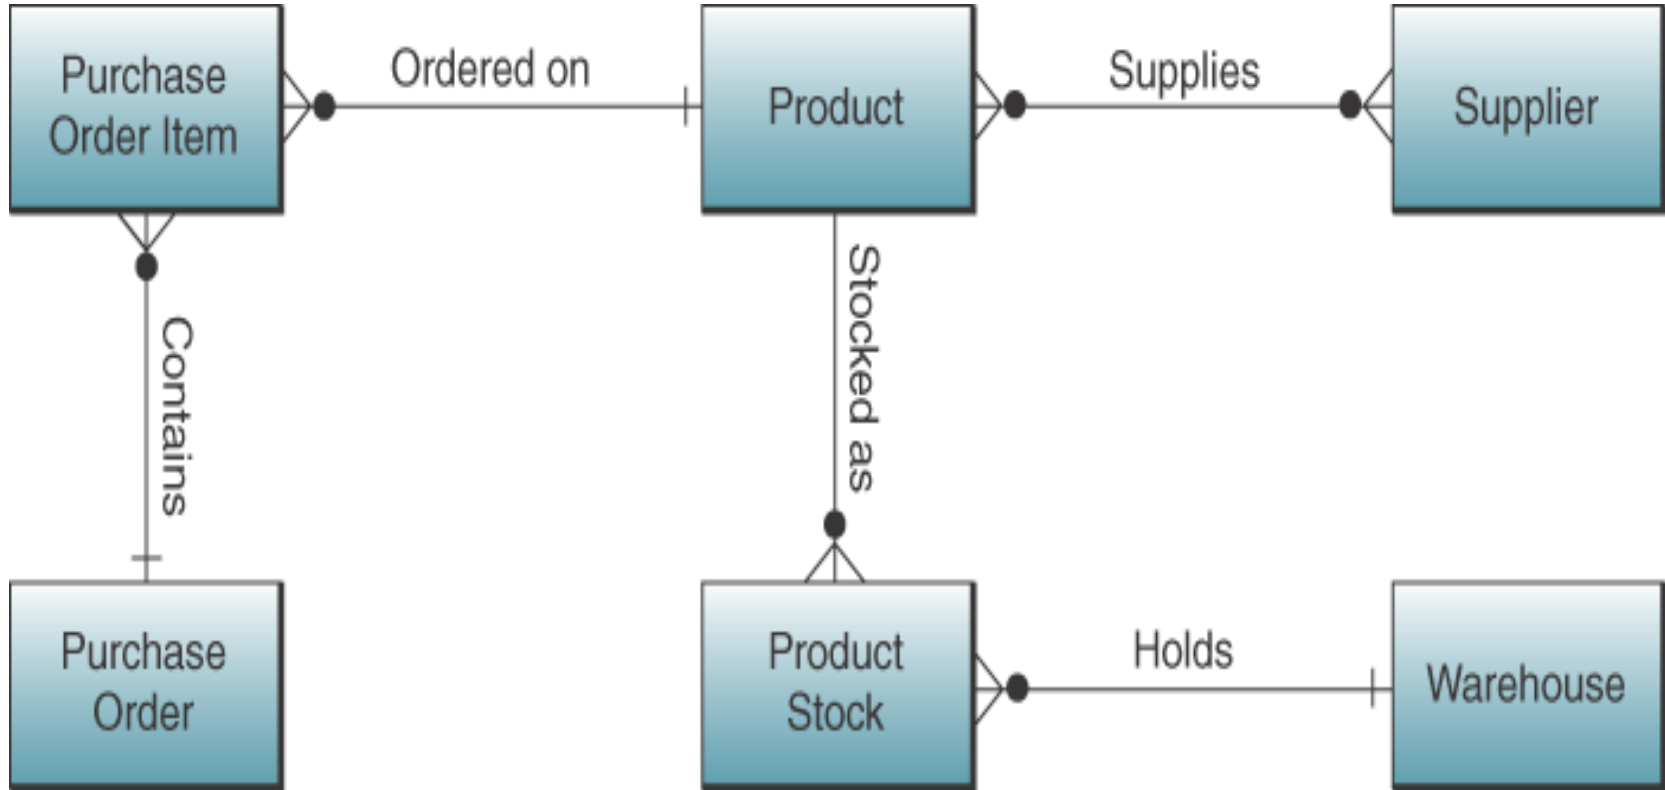 Purchase
Order Item
Ordered on
Product
Supplies
Supplier
Contains
Stocked as
Purchase
Order
Product
Stock
Holds
Warehouse